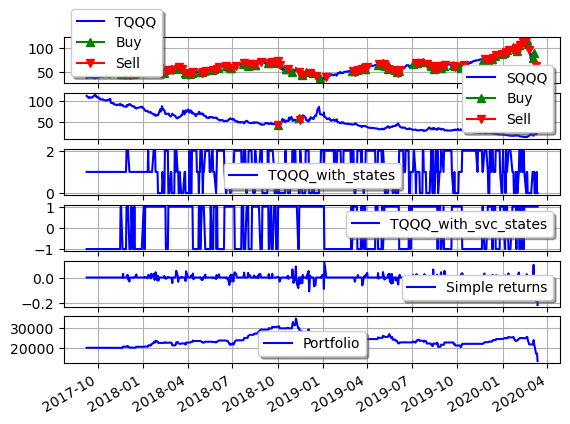 TQQQ
Buy
Sell
100
50
SQQQ
Buy
Sell
100
50
2
TQQQ_with_states
0
1
TQQQ_with_svc_states
0
−1
0.0
Simple returns
−0.2
30000
Portfolio
20000
2017-10 2018-01 2018-04 2018-07 2018-10 2019-01 2019-04 2019-07 2019-10 2020-01 2020-04